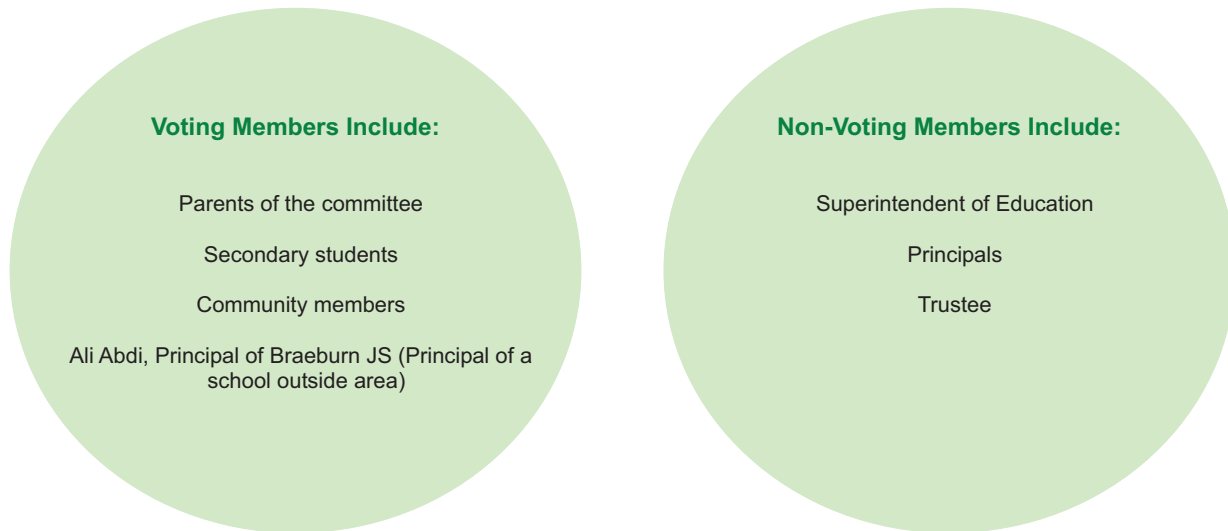 Voting Members Include:
Parents of the committee
Secondary students
Community members
Ali Abdi, Principal of Braeburn JS (Principal of a
school outside area)
Non-Voting Members Include:
Superintendent of Education
Principals
Trustee